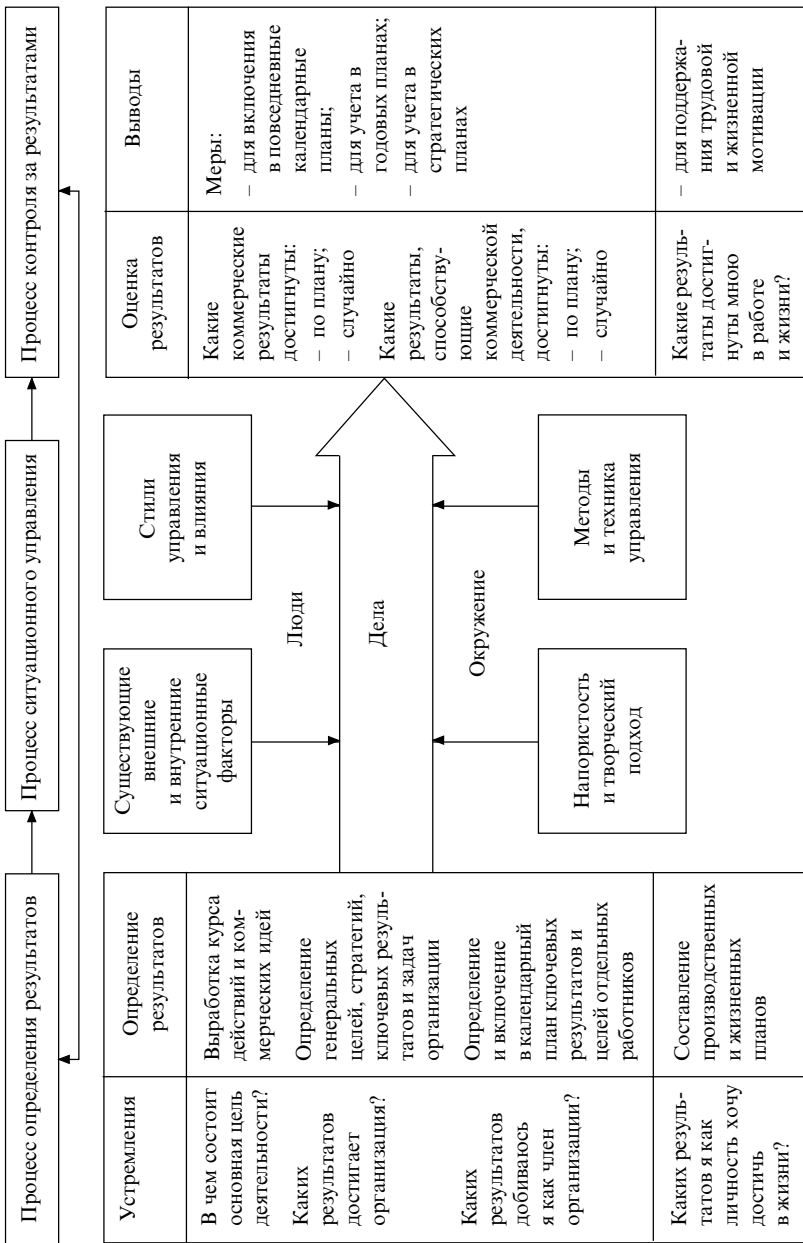 Процесс определения результатов
Процесс ситуационного управления
Процесс контроля за результатами
Устремления
В чем состоит
основная цель
деятельности?
Каких
результатов
достигает
организация?
Каких
результатов
добиваюсь
я как член
организации?
Каких резуль-
татов я как
личность хочу
достичь
в жизни?
Определение
результатов
Выработка курса
действий и ком-
мерческих идей
Определение
генеральных
целей, стратегий,
ключевых резуль-
татов и задач
организации
Определение
и включение
в календарный
план ключевых
результатов и
целей отдельных
работников
Составление
производственных
и жизненных
планов
Существующие
внешние
и внутренние
ситуационные
факторы
Стили
управления
и влияния
Люди
Дела
Окружение
Напористость
и творческий
подход
Методы
и техника
управления
Оценка
результатов
Какие
коммерческие
результаты
достигнуты:
– по плану;
– случайно
Какие
результаты,
способству-
ющие
коммерческой
деятельности,
достигнуты:
– по плану;
– случайно
Какие резуль-
таты достиг-
нуты мною
в работе
и жизни?
Выводы
Меры:
– для включения
в повседневные
календарные
планы;
– для учета в
годовых планах;
– для учета в
стратегических
планах
– для поддержа-
ния трудовой
и жизненной
мотивации